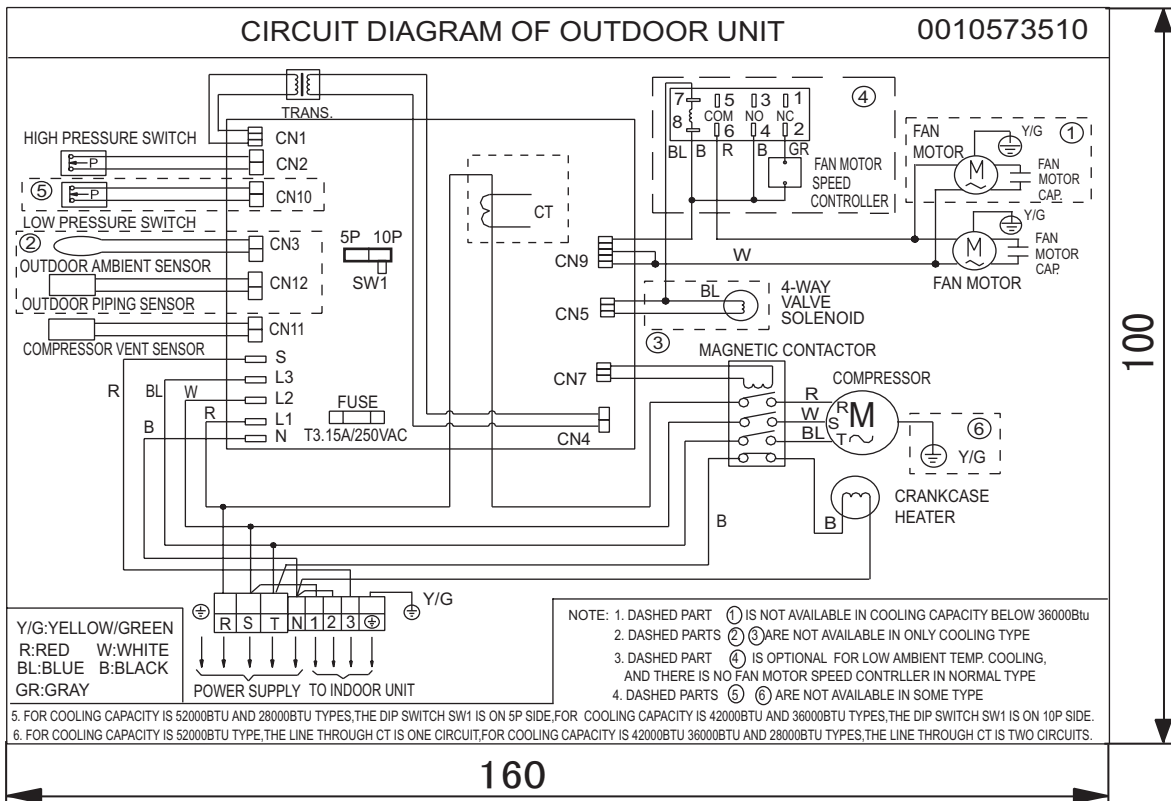 CIRCUIT DIAGRAM OF OUTDOOR UNIT 0010573510
TRANS.
CN1
HIGH PRESSURE SWITCH
P
CN2
⑤
P
CN10
LOW PRESSURE SWITCH
②
CN3
OUTDOOR AMBIENT SENSOR
CN12
OUTDOOR PIPING SENSOR
CN11
COMPRESSOR VENT SENSOR
5P 10P
SW1
CT
S
L3
L2
L1
N
R
BL
W
R
B
FUSE
T3.15A/250VAC
CN4
7 5 3 1
COM NO NC
8 6 4 2
④
BL B R B GR
FAN MOTOR
SPEED
CONTROLLER
FAN
MOTOR
Y/G
①
M
FAN
MOTOR
CAP.
Y/G
M
FAN
MOTOR
CAP.
FAN MOTOR
CN9
W
CN5
BL
4-WAY
VALVE
SOLENOID
③
CN7
MAGNETIC CONTACTOR
COMPRESSOR
R
W
BL
R
S
T
M
⑥
Y/G
CRANKCASE
HEATER
B
B
Y/G
R S T N 1 2 3
POWER SUPPLY TO INDOOR UNIT
Y/G:YELLOW/GREEN
R:RED W:WHITE
BL:BLUE B:BLACK
GR:GRAY
NOTE: 1. DASHED PART ① IS NOT AVAILABLE IN COOLING CAPACITY BELOW 36000Btu
2. DASHED PARTS ② ③ ARE NOT AVAILABLE IN ONLY COOLING TYPE
3. DASHED PART ④ IS OPTIONAL FOR LOW AMBIENT TEMP. COOLING,
AND THERE IS NO FAN MOTOR SPEED CONTRLLER IN NORMAL TYPE
4. DASHED PARTS ⑤ ⑥ ARE NOT AVAILABLE IN SOME TYPE
5. FOR COOLING CAPACITY IS 52000BTU AND 28000BTU TYPES,THE DIP SWITCH SW1 IS ON 5P SIDE,FOR COOLING CAPACITY IS 42000BTU AND 36000BTU TYPES,THE DIP SWITCH SW1 IS ON 10P SIDE.
6. FOR COOLING CAPACITY IS 52000BTU TYPE,THE LINE THROUGH CT IS ONE CIRCUIT,FOR COOLING CAPACITY IS 42000BTU 36000BTU AND 28000BTU TYPES,THE LINE THROUGH CT IS TWO CIRCUITS.
100
160